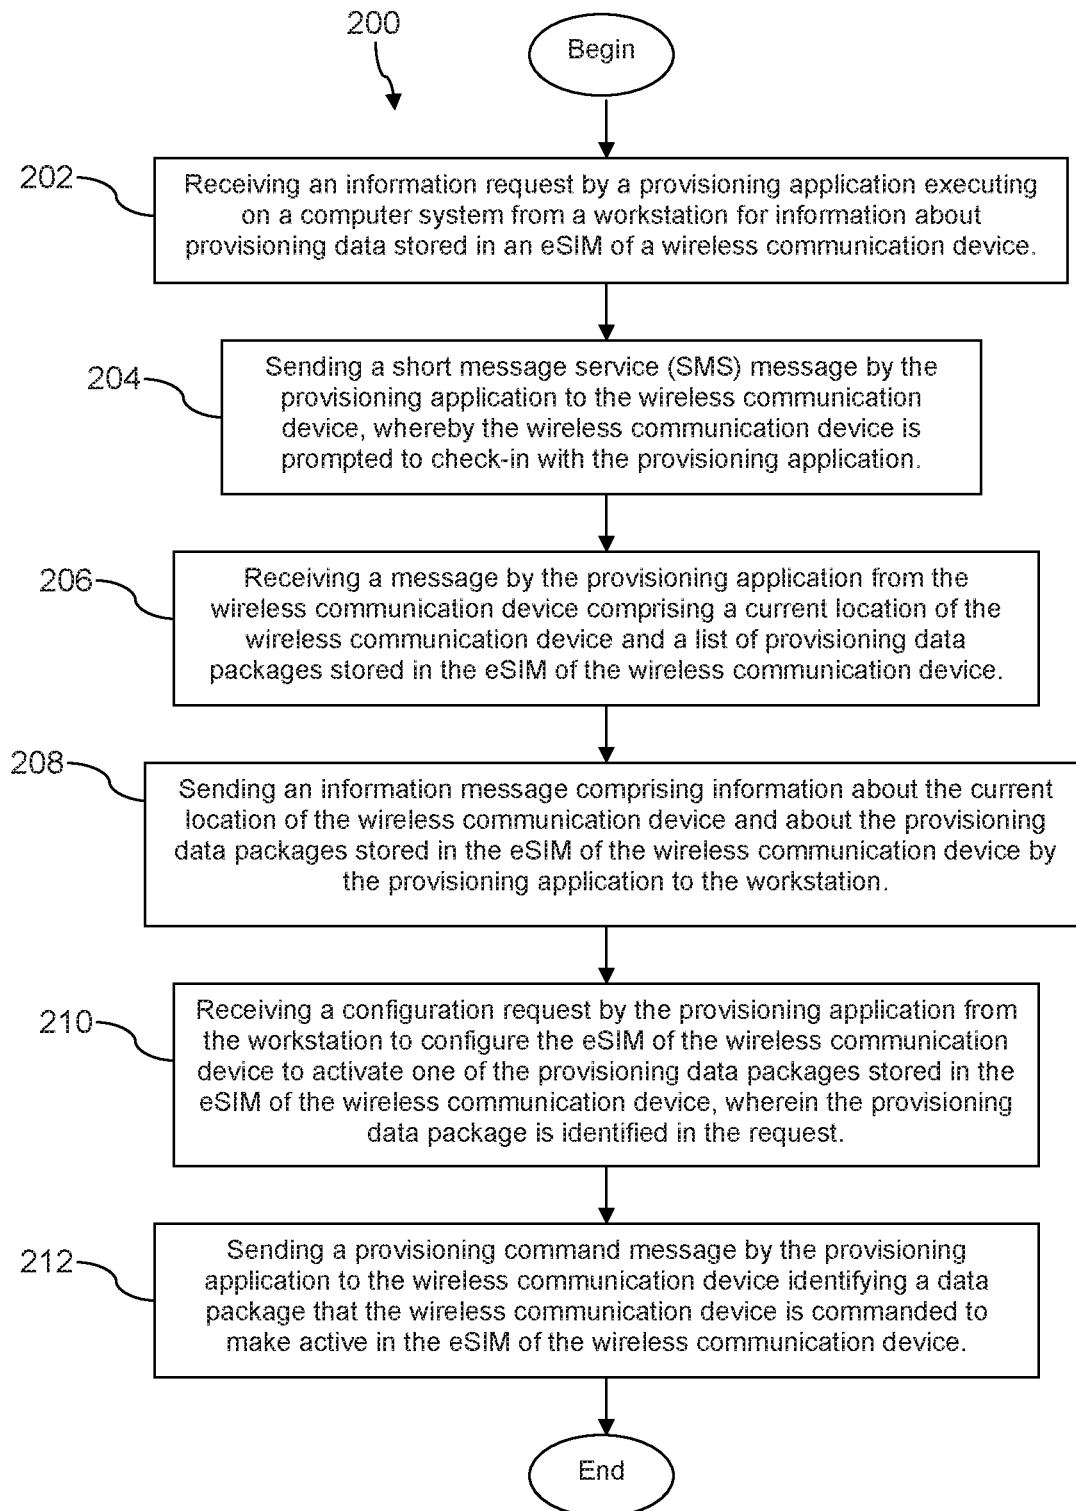 200
Begin
202
Receiving an information request by a provisioning application executing
on a computer system from a workstation for information about
provisioning data stored in an eSIM of a wireless communication device.
204
Sending a short message service (SMS) message by the
provisioning application to the wireless communication
device, whereby the wireless communication device is
prompted to check-in with the provisioning application.
206
Receiving a message by the provisioning application from the
wireless communication device comprising a current location of the
wireless communication device and a list of provisioning data
packages stored in the eSIM of the wireless communication device.
208
Sending an information message comprising information about the current
location of the wireless communication device and about the provisioning
data packages stored in the eSIM of the wireless communication device by
the provisioning application to the workstation.
210
Receiving a configuration request by the provisioning application from
the workstation to configure the eSIM of the wireless communication
device to activate one of the provisioning data packages stored in the
eSIM of the wireless communication device, wherein the provisioning
data package is identified in the request.
212
Sending a provisioning command message by the provisioning
application to the wireless communication device identifying a data
package that the wireless communication device is commanded to
make active in the eSIM of the wireless communication device.
End